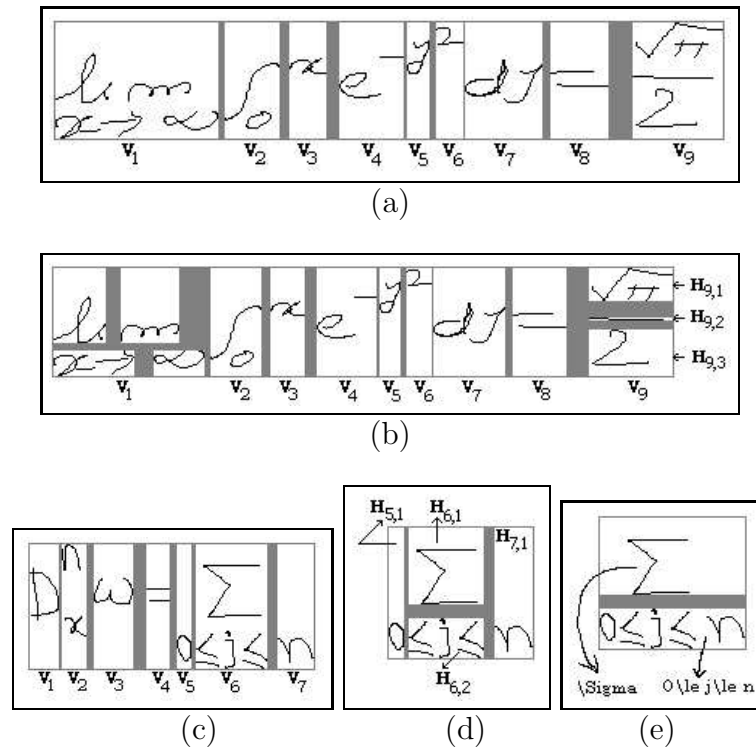 √π
lim ∫ x e − y 2 dy = —
x→∞ 0 2
V1 V2 V3 V4 V5 V6 V7 V8 V9
(a)
√π ← H9,1
lim ∫ x e − y 2 dy = — ← H9,2
x→∞ 0 2 ← H9,3
V1 V2 V3 V4 V5 V6 V7 V8 V9
(b)
D n x ω = Σ
0 ≤ j ≤ n
V1 V2 V3 V4 V5 V6 V7
(c)
H5,1 H6,1 H7,1
Σ
0 ≤ j ≤ n
H6,2
(d)
Σ
0 ≤ j ≤ n
\Sigma 0\le j\le n
(e)